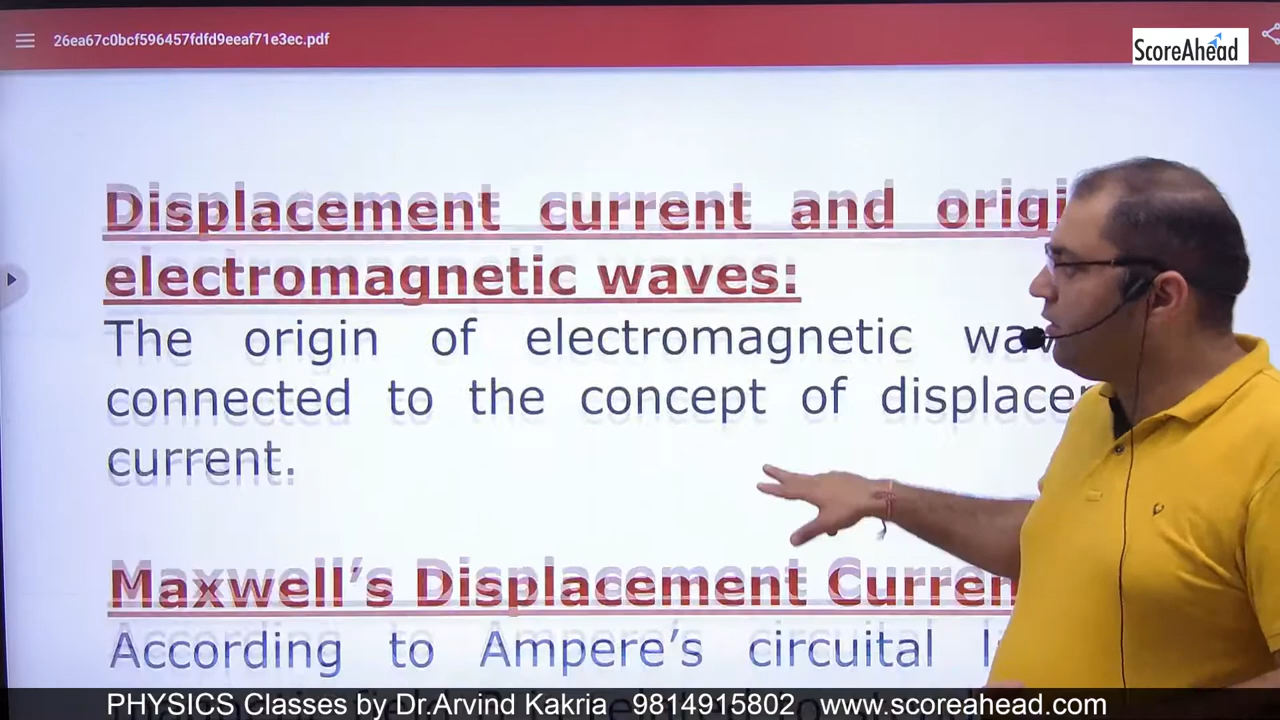 26ea67c0bcf596457fdfd9eeaf71e3ec.pdf
ScoreAhead
Displacement current and origi
electromagnetic waves:
The origin of electromagnetic wav
connected to the concept of displace
current.
Maxwell's Displacement Curren
According to Ampere's circuital
PHYSICS Classes by Dr.Arvind Kakria 9814915802 www.scoreahead.com